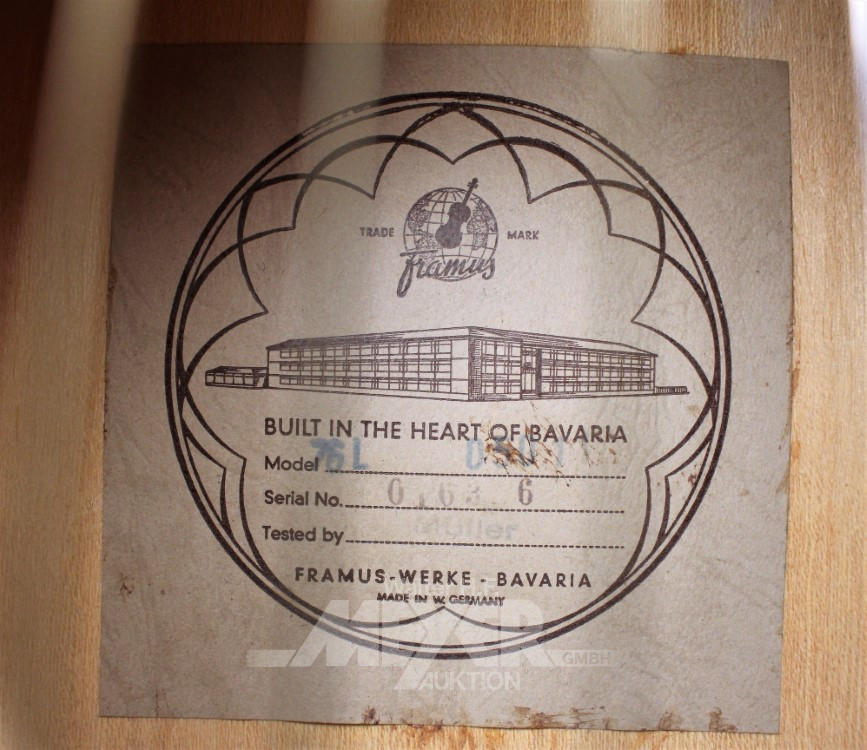 TRADE MARK
Framus
BUILT IN THE HEART OF BAVARIA
Model
Serial No.
Tested by Müller
FRAMUS-WERKE - BAVARIA
MADE IN W. GERMANY
GMBH
AUKTION